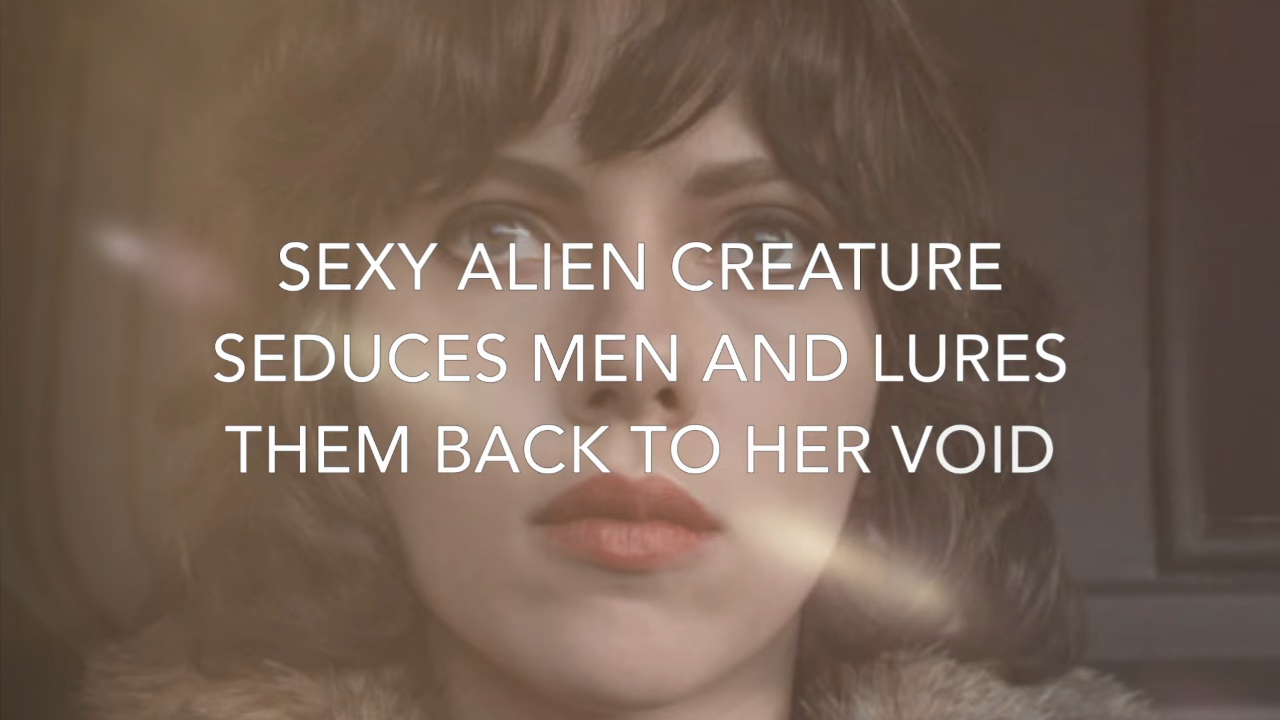 SEXY ALIEN CREATURE
SEDUCES MEN AND LURES
THEM BACK TO HER VOID